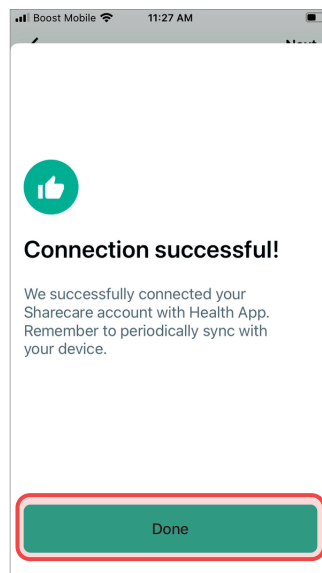 Boost Mobile 11:27 AM
Connection successful!
We successfully connected your
Sharecare account with Health App.
Remember to periodically sync with
your device.
Done